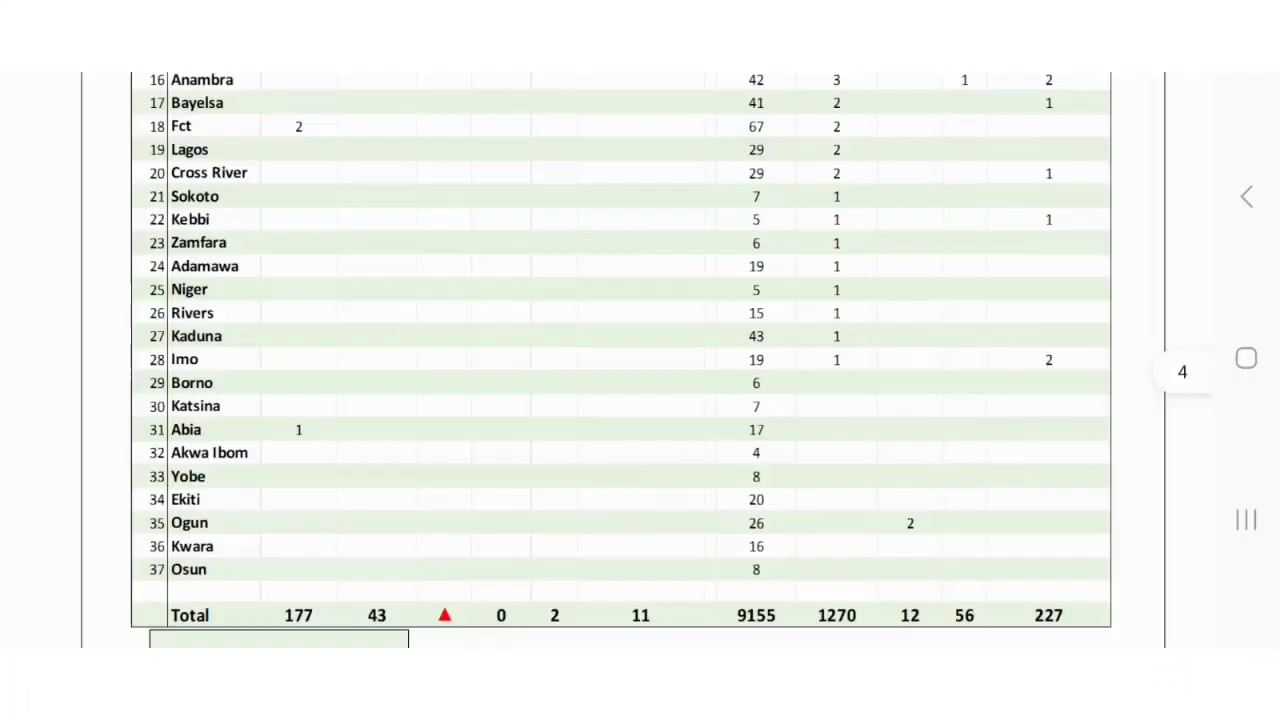 16 Anambra 42 3 1 2
17 Bayelsa 41 2 1
18 Fct 2 67 2
19 Lagos 29 2
20 Cross River 29 2 1
21 Sokoto 7 1
22 Kebbi 5 1 1
23 Zamfara 6 1
24 Adamawa 19 1
25 Niger 5 1
26 Rivers 15 1
27 Kaduna 43 1
28 Imo 19 1 2
29 Borno 6
30 Katsina 7
31 Abia 1 17
32 Akwa Ibom 4
33 Yobe 8
34 Ekiti 20
35 Ogun 26 2
36 Kwara 16
37 Osun 8
Total 177 43 ▲ 0 2 11 9155 1270 12 56 227
4